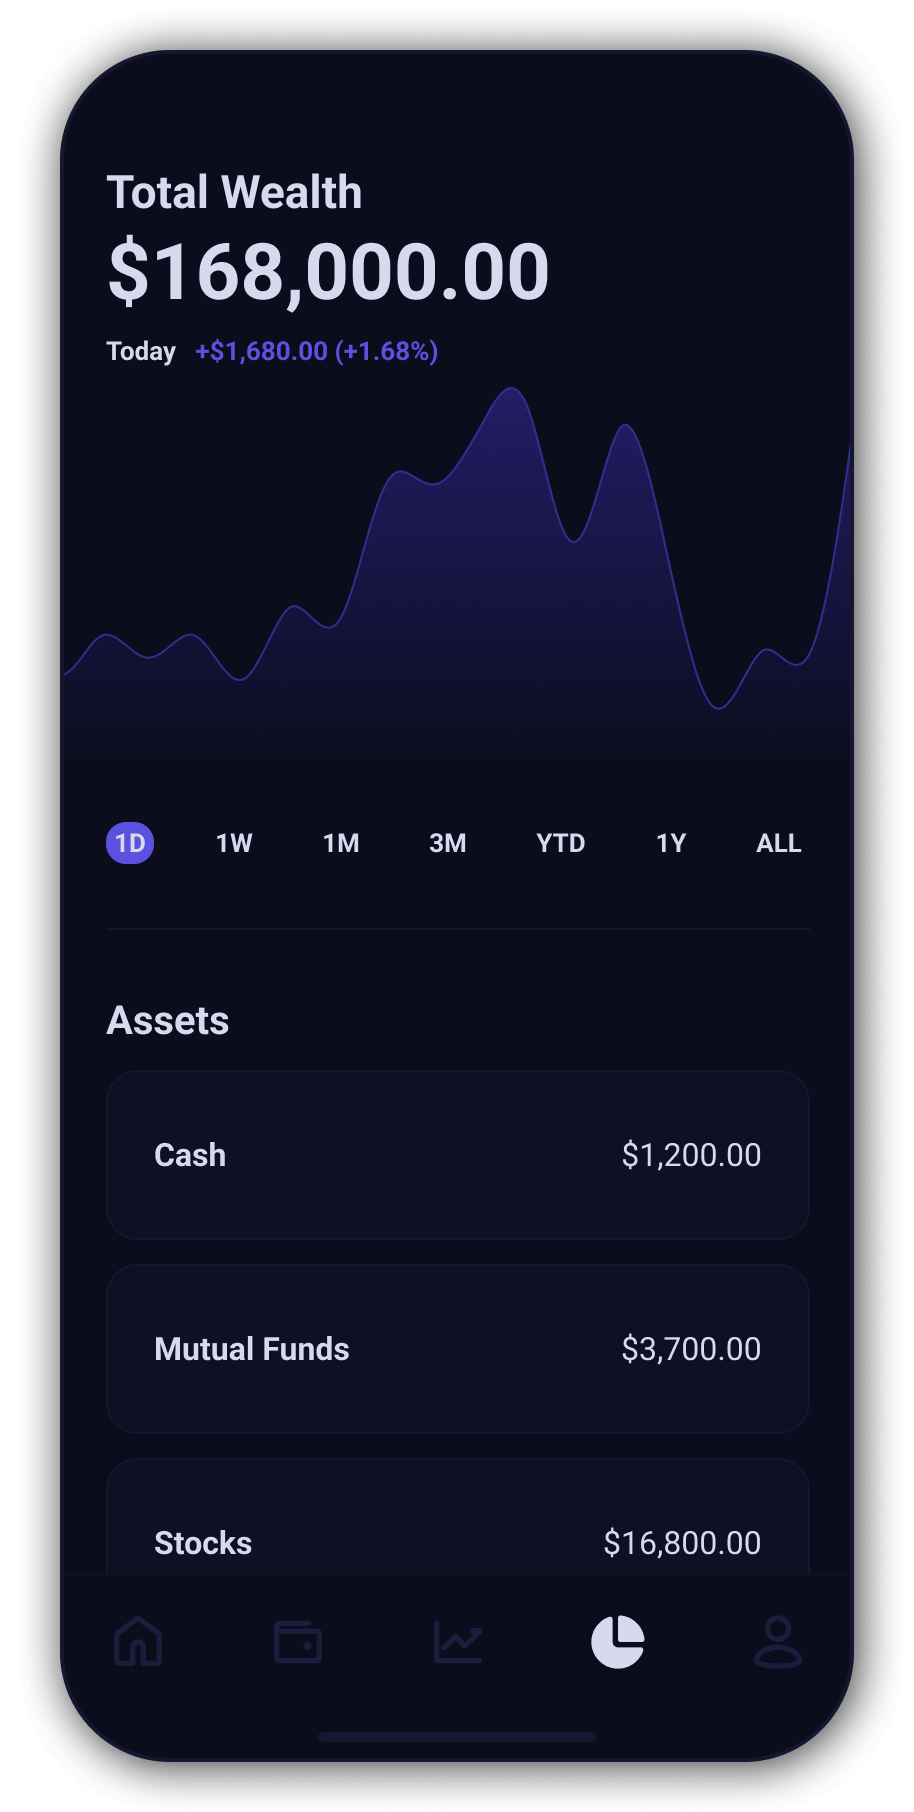 Total Wealth
$168,000.00
Today +$1,680.00 (+1.68%)
1D 1W 1M 3M YTD 1Y ALL
Assets
Cash $1,200.00
Mutual Funds $3,700.00
Stocks $16,800.00